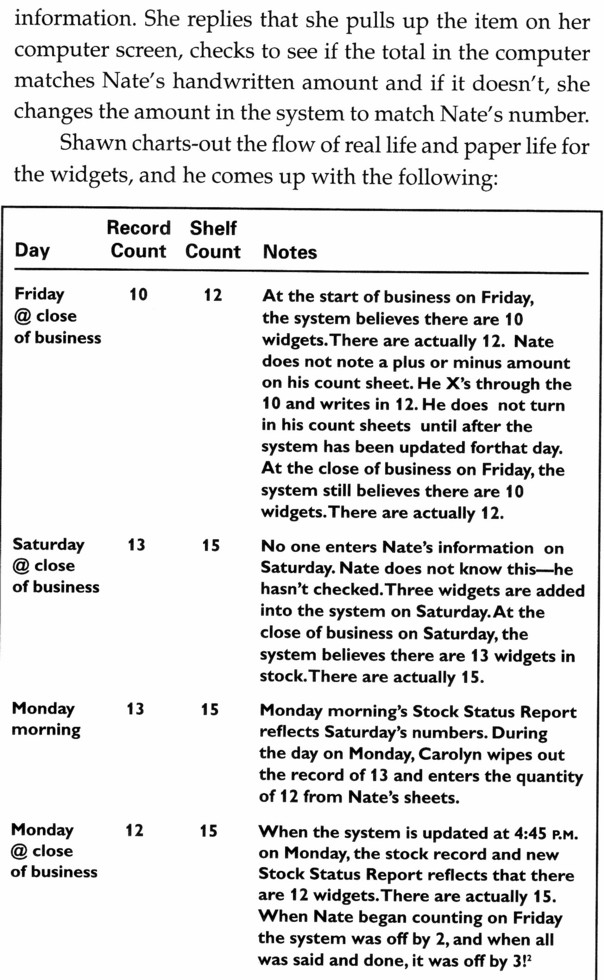 information. She replies that she pulls up the item on her
computer screen, checks to see if the total in the computer
matches Nate's handwritten amount and if it doesn't, she
changes the amount in the system to match Nate's number.
Shawn charts-out the flow of real life and paper life for
the widgets, and he comes up with the following:
Record Shelf
Day Count Count Notes
Friday 10 12 At the start of business on Friday,
@ close the system believes there are 10
of business widgets.There are actually 12. Nate
does not note a plus or minus amount
on his count sheet. He X's through the
10 and writes in 12. He does not turn
in his count sheets until after the
system has been updated forthat day.
At the close of business on Friday, the
system still believes there are 10
widgets.There are actually 12.
Saturday 13 15 No one enters Nate's information on
@ close Saturday. Nate does not know this—he
of business hasn't checked.Three widgets are added
into the system on Saturday.At the
close of business on Saturday, the
system believes there are 13 widgets in
stock.There are actually 15.
Monday 13 15 Monday morning's Stock Status Report
morning reflects Saturday's numbers. During
the day on Monday, Carolyn wipes out
the record of 13 and enters the quantity
of 12 from Nate's sheets.
Monday 12 15 When the system is updated at 4:45 P.M.
@ close on Monday, the stock record and new
of business Stock Status Report reflects that there
are 12 widgets.There are actually 15.
When Nate began counting on Friday
the system was off by 2, and when all
was said and done, it was off by 3!²